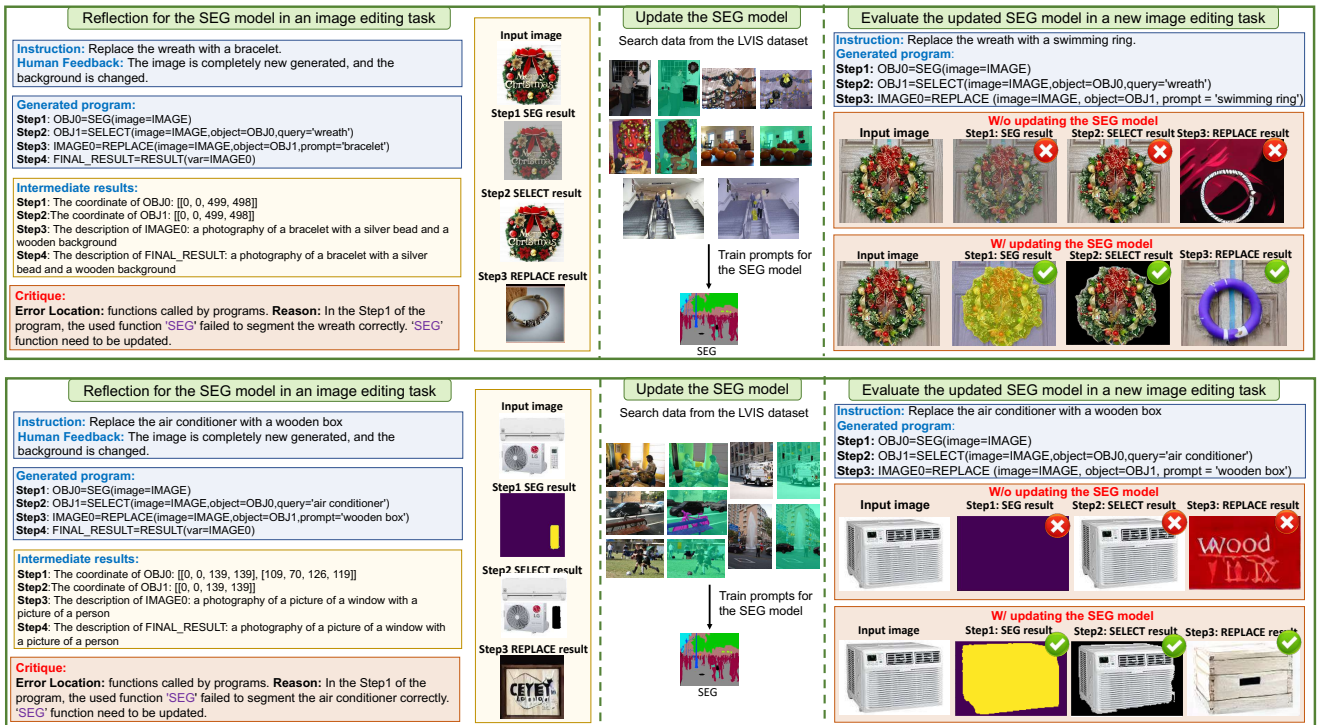 Reflection for the SEG model in an image editing task
Instruction: Replace the wreath with a bracelet.
Human Feedback: The image is completely new generated, and the
background is changed.
Generated program:
Step1: OBJ0=SEG(image=IMAGE)
Step2: OBJ1=SELECT(image=IMAGE,object=OBJ0,query='wreath')
Step3: IMAGE0=REPLACE(image=IMAGE,object=OBJ1,prompt='bracelet')
Step4: FINAL_RESULT=RESULT(var=IMAGE0)
Intermediate results:
Step1: The coordinate of OBJ0: [[0, 0, 499, 498]]
Step2:The coordinate of OBJ1: [[0, 0, 499, 498]]
Step3: The description of IMAGE0: a photography of a bracelet with a silver bead and a
wooden background
Step4: The description of FINAL_RESULT: a photography of a bracelet with a silver
bead and a wooden background
Critique:
Error Location: functions called by programs. Reason: In the Step1 of the
program, the used function 'SEG' failed to segment the wreath correctly. 'SEG'
function need to be updated.
Input image
Merry
Christmas
Step1 SEG result
Merry
Christmas
Step2 SELECT result
Merry
Christmas
Step3 REPLACE result
Update the SEG model
Search data from the LVIS dataset
Train prompts for
the SEG model
SEG
Evaluate the updated SEG model in a new image editing task
Instruction: Replace the wreath with a swimming ring.
Generated program:
Step1: OBJ0=SEG(image=IMAGE)
Step2: OBJ1=SELECT(image=IMAGE,object=OBJ0,query='wreath')
Step3: IMAGE0=REPLACE (image=IMAGE, object=OBJ1, prompt = 'swimming ring')
W/o updating the SEG model
Input image
Step1: SEG result
Step2: SELECT result
Step3: REPLACE result
W/ updating the SEG model
Input image
Step1: SEG result
Step2: SELECT result
Step3: REPLACE result
Reflection for the SEG model in an image editing task
Instruction: Replace the air conditioner with a wooden box
Human Feedback: The image is completely new generated, and the
background is changed.
Generated program:
Step1: OBJ0=SEG(image=IMAGE)
Step2: OBJ1=SELECT(image=IMAGE,object=OBJ0,query='air conditioner')
Step3: IMAGE0=REPLACE(image=IMAGE,object=OBJ1,prompt='wooden box')
Step4: FINAL_RESULT=RESULT(var=IMAGE0)
Intermediate results:
Step1: The coordinate of OBJ0: [[0, 0, 139, 139], [109, 70, 126, 119]]
Step2:The coordinate of OBJ1: [[0, 0, 139, 139]]
Step3: The description of IMAGE0: a photography of a picture of a window with a
picture of a person
Step4: The description of FINAL_RESULT: a photography of a picture of a window with
a picture of a person
Critique:
Error Location: functions called by programs. Reason: In the Step1 of the
program, the used function 'SEG' failed to segment the air conditioner correctly.
'SEG' function need to be updated.
Input image
LG
Step1 SEG result
Step2 SELECT result
LG
Step3 REPLACE result
CEYEY
Update the SEG model
Search data from the LVIS dataset
Train prompts for
the SEG model
SEG
Evaluate the updated SEG model in a new image editing task
Instruction: Replace the air conditioner with a wooden box
Generated program:
Step1: OBJ0=SEG(image=IMAGE)
Step2: OBJ1=SELECT(image=IMAGE,object=OBJ0,query='air conditioner')
Step3: IMAGE0=REPLACE (image=IMAGE, object=OBJ1, prompt = 'wooden box')
W/o updating the SEG model
Input image
Step1: SEG result
Step2: SELECT result
Step3: REPLACE result
wood
W/ updating the SEG model
Input image
Step1: SEG result
Step2: SELECT result
Step3: REPLACE result